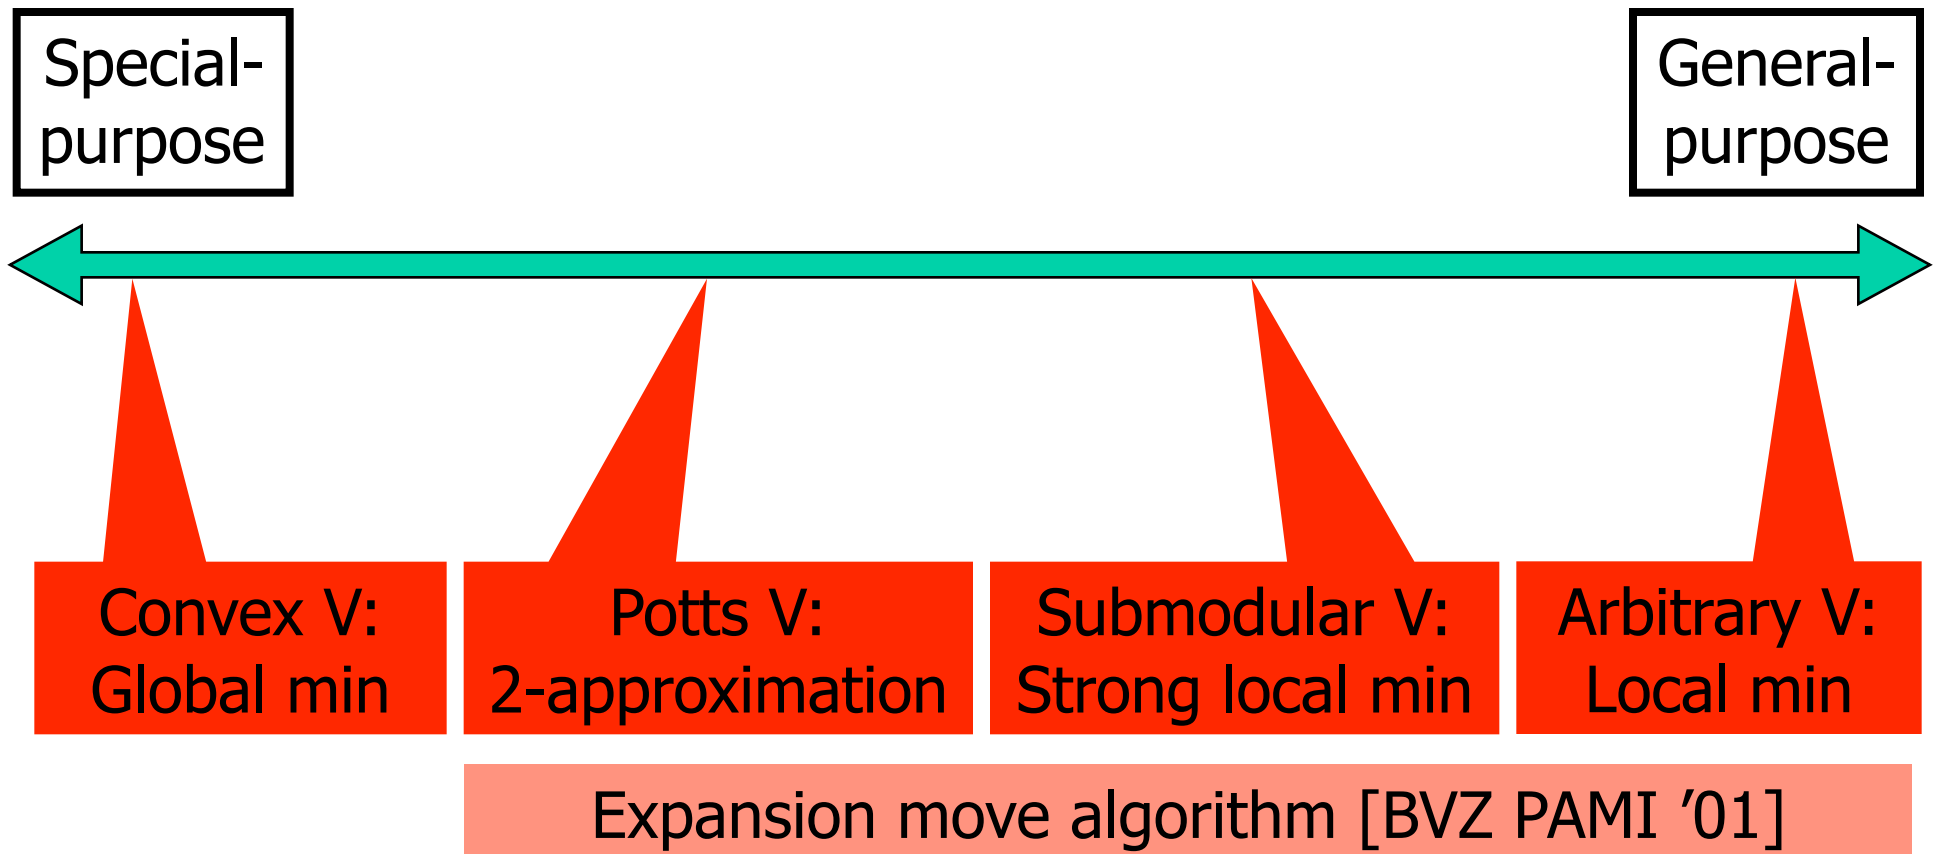 Special-
purpose
General-
purpose
Convex V:
Global min
Potts V:
2-approximation
Submodular V:
Strong local min
Arbitrary V:
Local min
Expansion move algorithm [BVZ PAMI ’01]